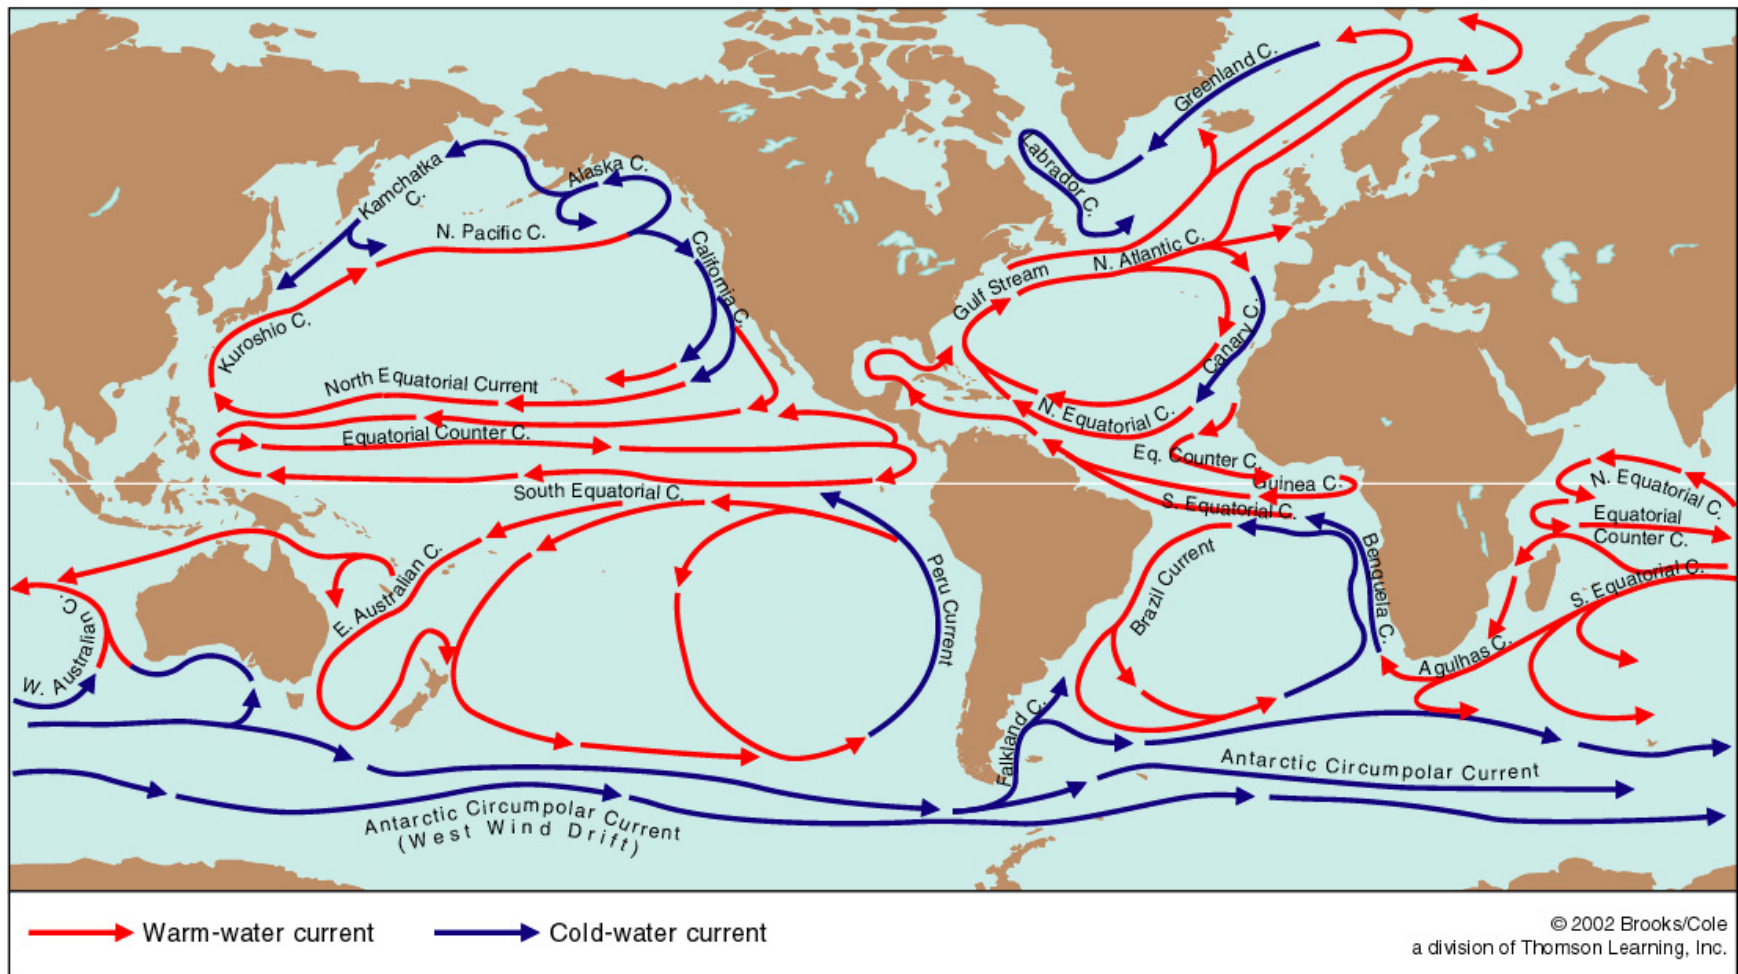 Greenland C.
Labrador C.
Kamchatka
C.
Alaska C.
N. Pacific C.
California C.
N. Atlantic C.
Gulf Stream
Kuroshio C.
Canary C.
North Equatorial Current
N. Equatorial C.
Equatorial Counter C.
Eq. Counter C.
Guinea C.
South Equatorial C.
S. Equatorial C.
N. Equatorial C.
Equatorial
Counter C.
S. Equatorial C.
E. Australian C.
W. Australian C.
Peru Current
Brazil Current
Benguela C.
Agulhas C.
Falkland C.
Antarctic Circumpolar Current
(West Wind Drift)
Antarctic Circumpolar Current
Warm-water current
Cold-water current
© 2002 Brooks/Cole
a division of Thomson Learning, Inc.